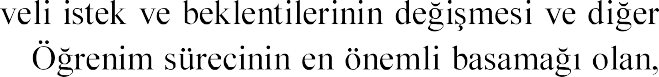 veli istek ve beklentilerinin değişmesi ve diğer
Öğrenim sürecinin en önemli basamağı olan,